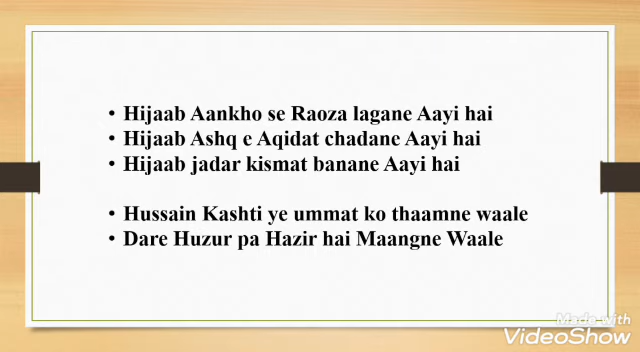 • Hijaab Aankho se Raoza lagane Aayi hai
• Hijaab Ashq e Aqidat chadane Aayi hai
• Hijaab jadar kismat banane Aayi hai
• Hussain Kashti ye ummat ko thaamne waale
• Dare Huzur pa Hazir hai Maangne Waale
Made with
VideoShow